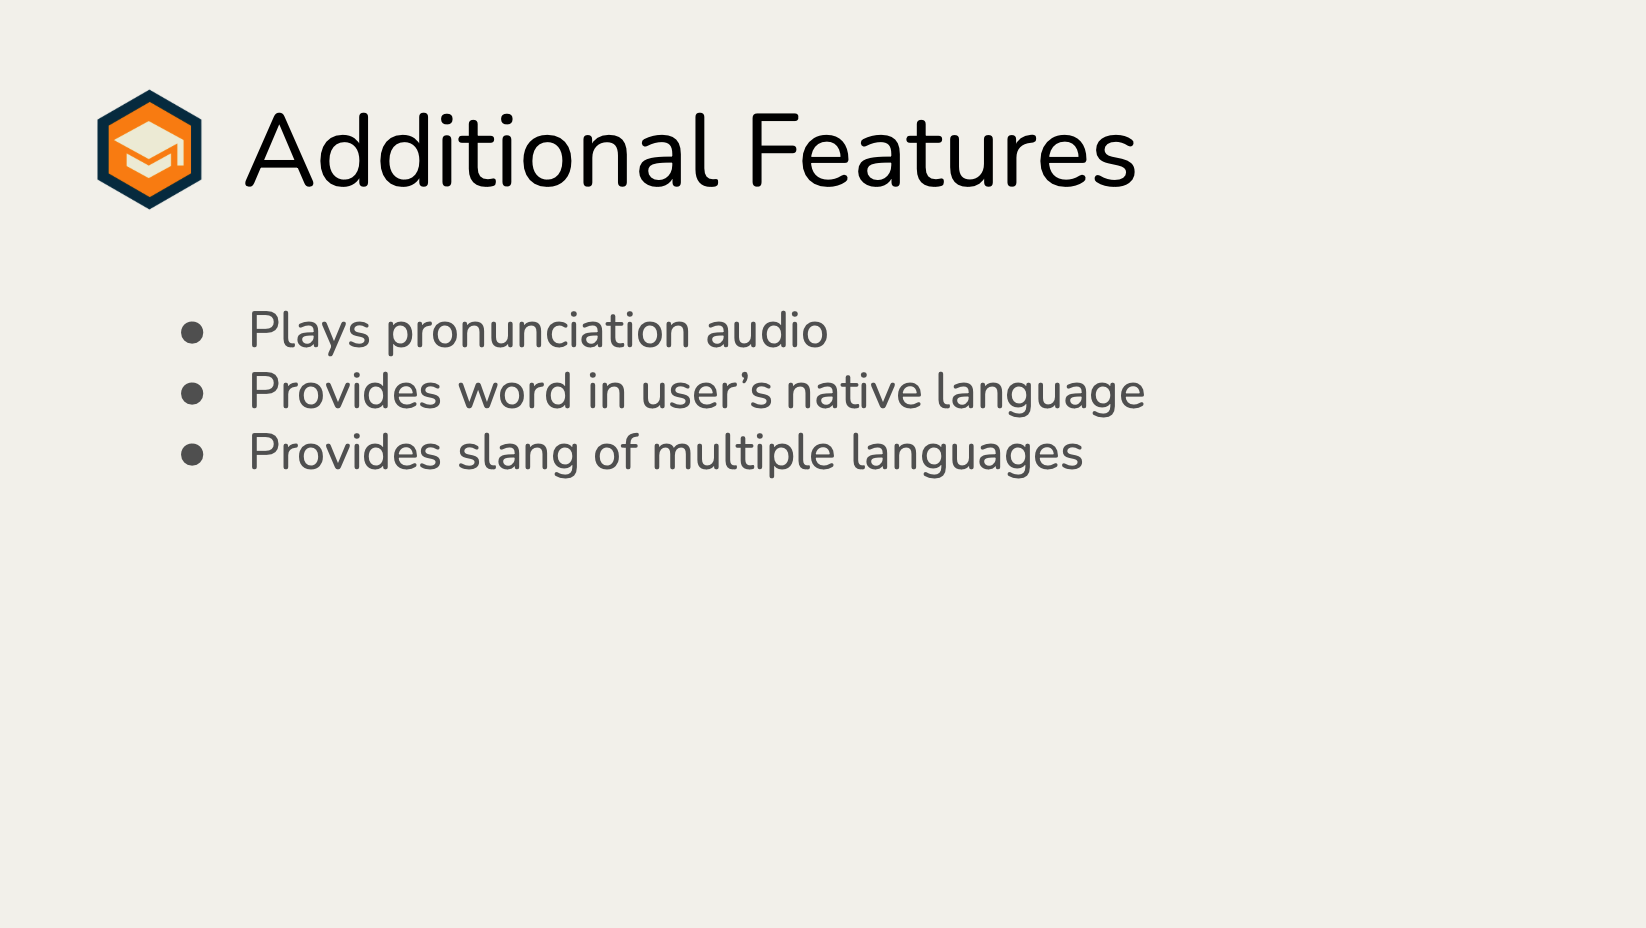 Additional Features
● Plays pronunciation audio
● Provides word in user’s native language
● Provides slang of multiple languages